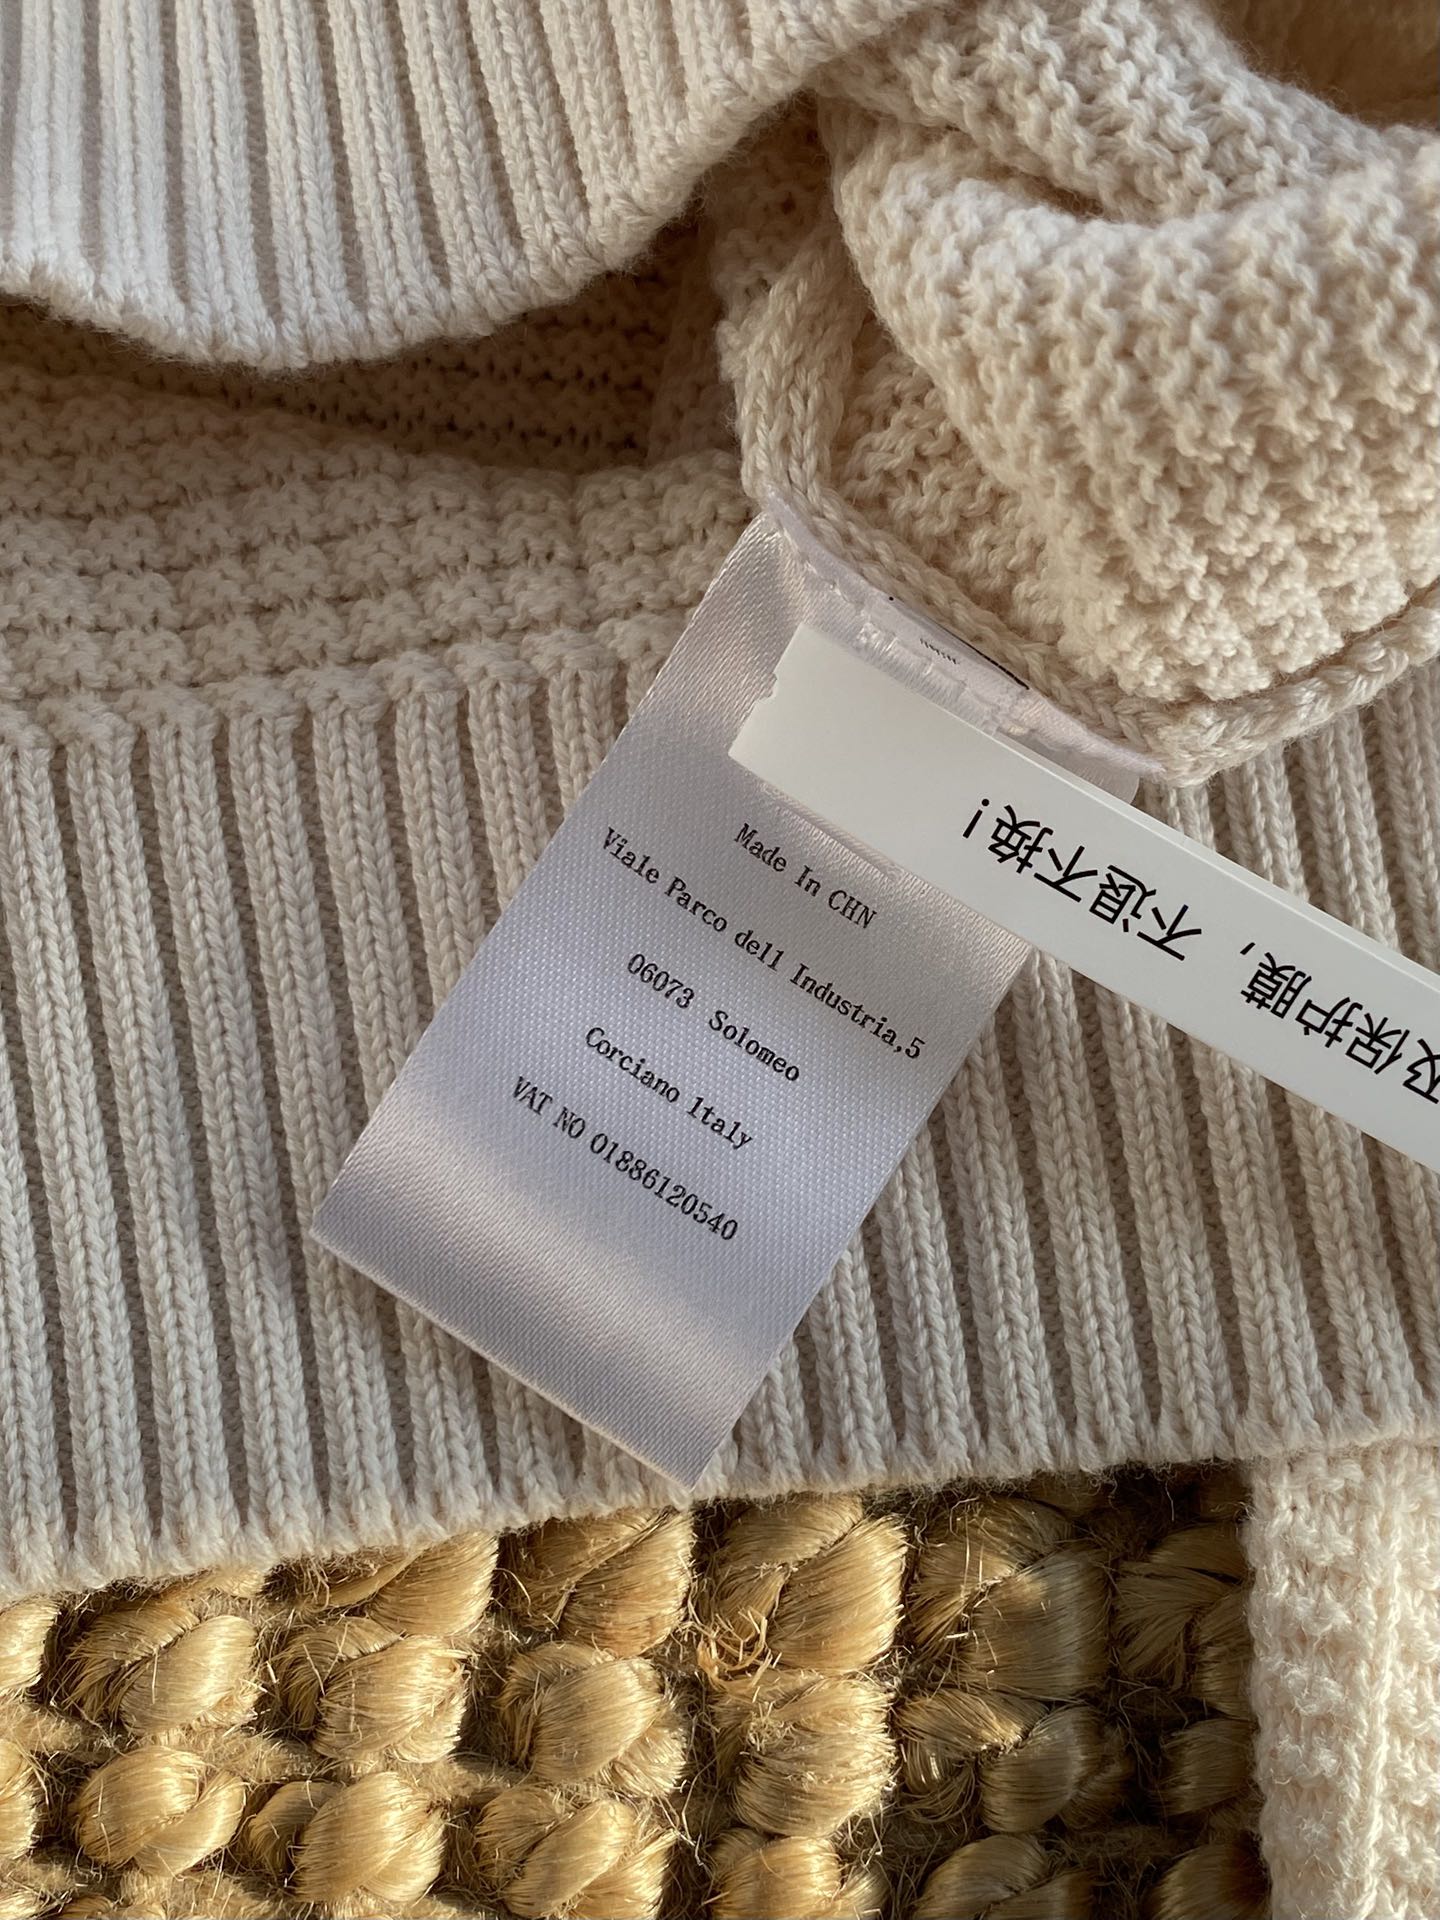 Made In CHN
Viale Parco dell Industria,5
06073 Solomeo
Corciano 1taly
VAT NO 01886120540
及保护膜，不退不换！